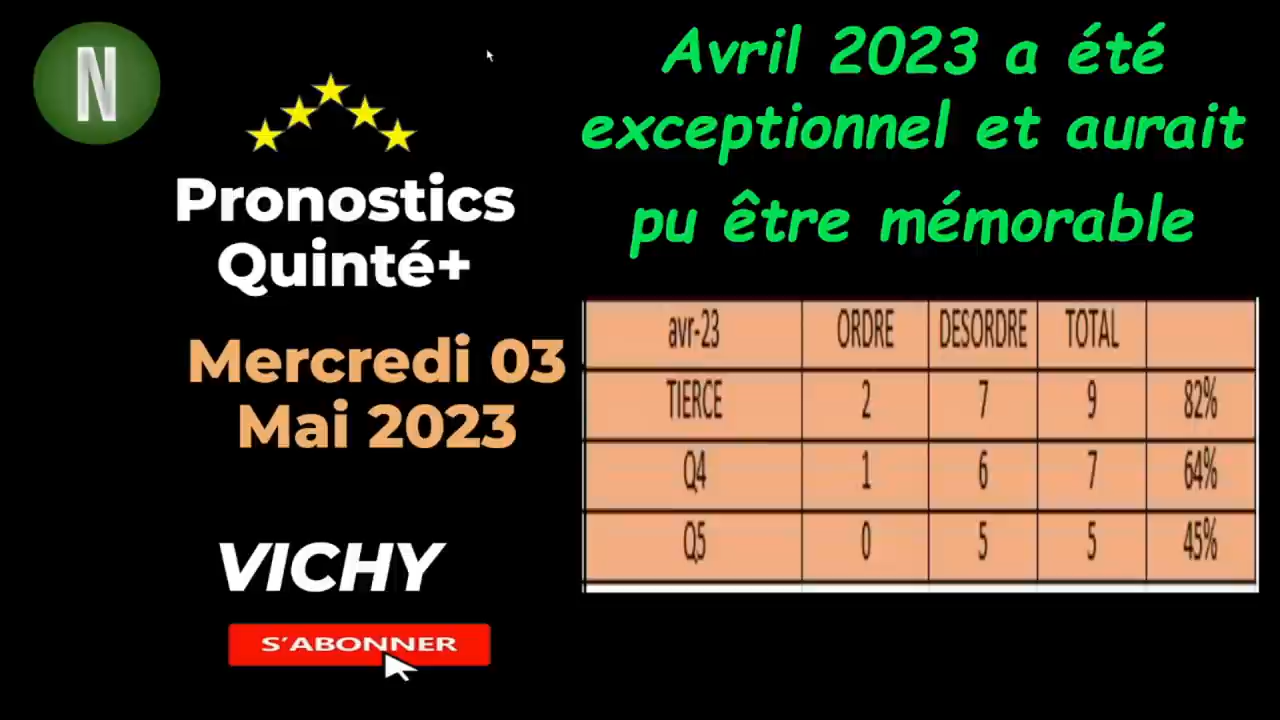 N
Pronostics
Quinté+
Mercredi 03
Mai 2023
VICHY
S'ABONNER
Avril 2023 a été
exceptionnel et aurait
pu être mémorable
avr-23 ORDRE DESORDRE TOTAL
TIERCE 2 7 9 82%
Q4 1 6 7 64%
Q5 0 5 5 45%